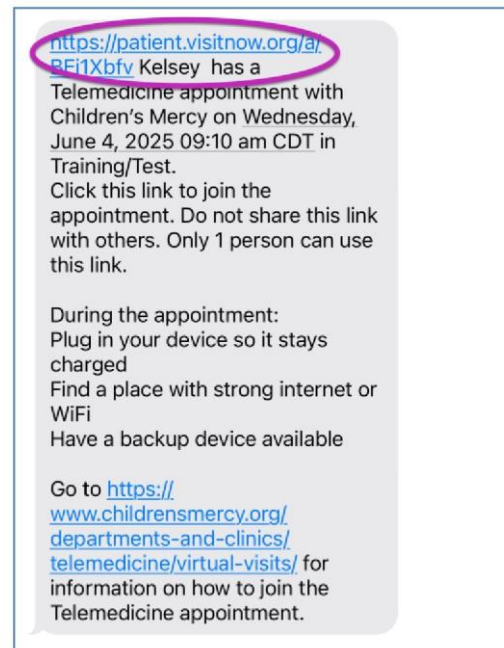 https://patient.visitnow.org/a/
BFj1Xbfv Kelsey  has a
Telemedicine appointment with
Children’s Mercy on Wednesday,
June 4, 2025 09:10 am CDT in
Training/Test.
Click this link to join the
appointment. Do not share this link
with others. Only 1 person can use
this link.

During the appointment:
Plug in your device so it stays
charged
Find a place with strong internet or
WiFi
Have a backup device available

Go to https://
www.childrensmercy.org/
departments-and-clinics/
telemedicine/virtual-visits/ for
information on how to join the
Telemedicine appointment.